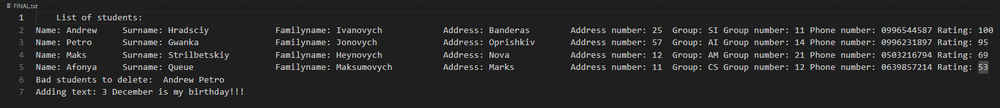 FINAL.txt
1 List of students:
2 Name: Andrew Surname: Hradsciy Familyname: Ivanovych Address: Banderas Address number: 25 Group: SI Group number: 11 Phone number: 0996544587 Rating: 100
3 Name: Petro Surname: Gwanka Familyname: Jonovych Address: Oprishkiv Address number: 57 Group: AI Group number: 14 Phone number: 0996231897 Rating: 95
4 Name: Maks Surname: Strilbetskiy Familyname: Heynovych Address: Nova Address number: 12 Group: AM Group number: 21 Phone number: 0503216794 Rating: 69
5 Name: Afonya Surname: Queue Familyname: Maksumovych Address: Marks Address number: 11 Group: CS Group number: 12 Phone number: 0639857214 Rating: 53
6 Bad students to delete: Andrew Petro
7 Adding text: 3 December is my birthday!!!